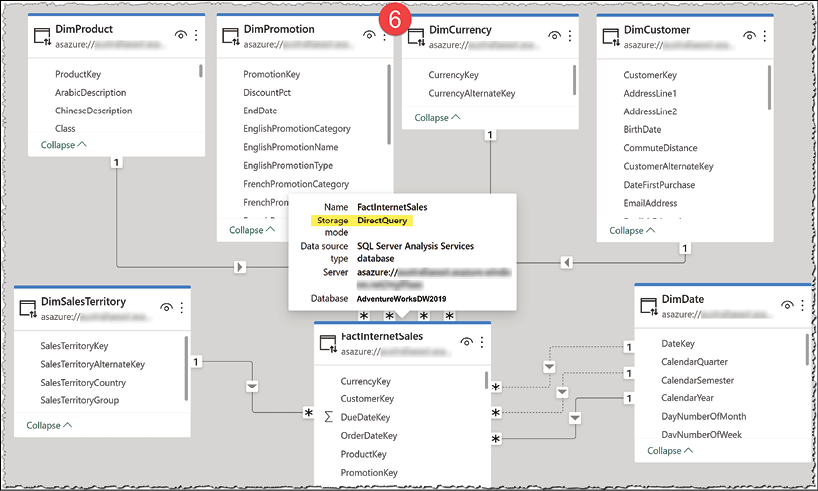 6
DimProduct
asazure://
ProductKey
ArabicDescription
ChineseDescription
Class
Collapse
1
DimPromotion
asazure://
PromotionKey
DiscountPct
EndDate
EnglishPromotionCategory
EnglishPromotionName
EnglishPromotionType
FrenchPromotionCategory
Collapse
DimCurrency
asazure://
CurrencyKey
CurrencyAlternateKey
Collapse
1
DimCustomer
asazure://
CustomerKey
AddressLine1
AddressLine2
BirthDate
CommuteDistance
CustomerAlternateKey
DateFirstPurchase
EmailAddress
Collapse
1
Name FactInternetSales
Storage DirectQuery
mode
Data source SQL Server Analysis Services
type database
Server asazure://
Database AdventureWorksDW2019
* * * *
DimSalesTerritory
asazure://
SalesTerritoryKey
SalesTerritoryAlternateKey
SalesTerritoryCountry
SalesTerritoryGroup
Collapse
1
*
FactInternetSales
asazure://
CurrencyKey
CustomerKey
Σ DueDateKey
OrderDateKey
ProductKey
PromotionKey
*
*
*
1
1
1
DimDate
asazure://
DateKey
CalendarQuarter
CalendarSemester
CalendarYear
DayNumberOfMonth
DayNumberOfWeek
Collapse